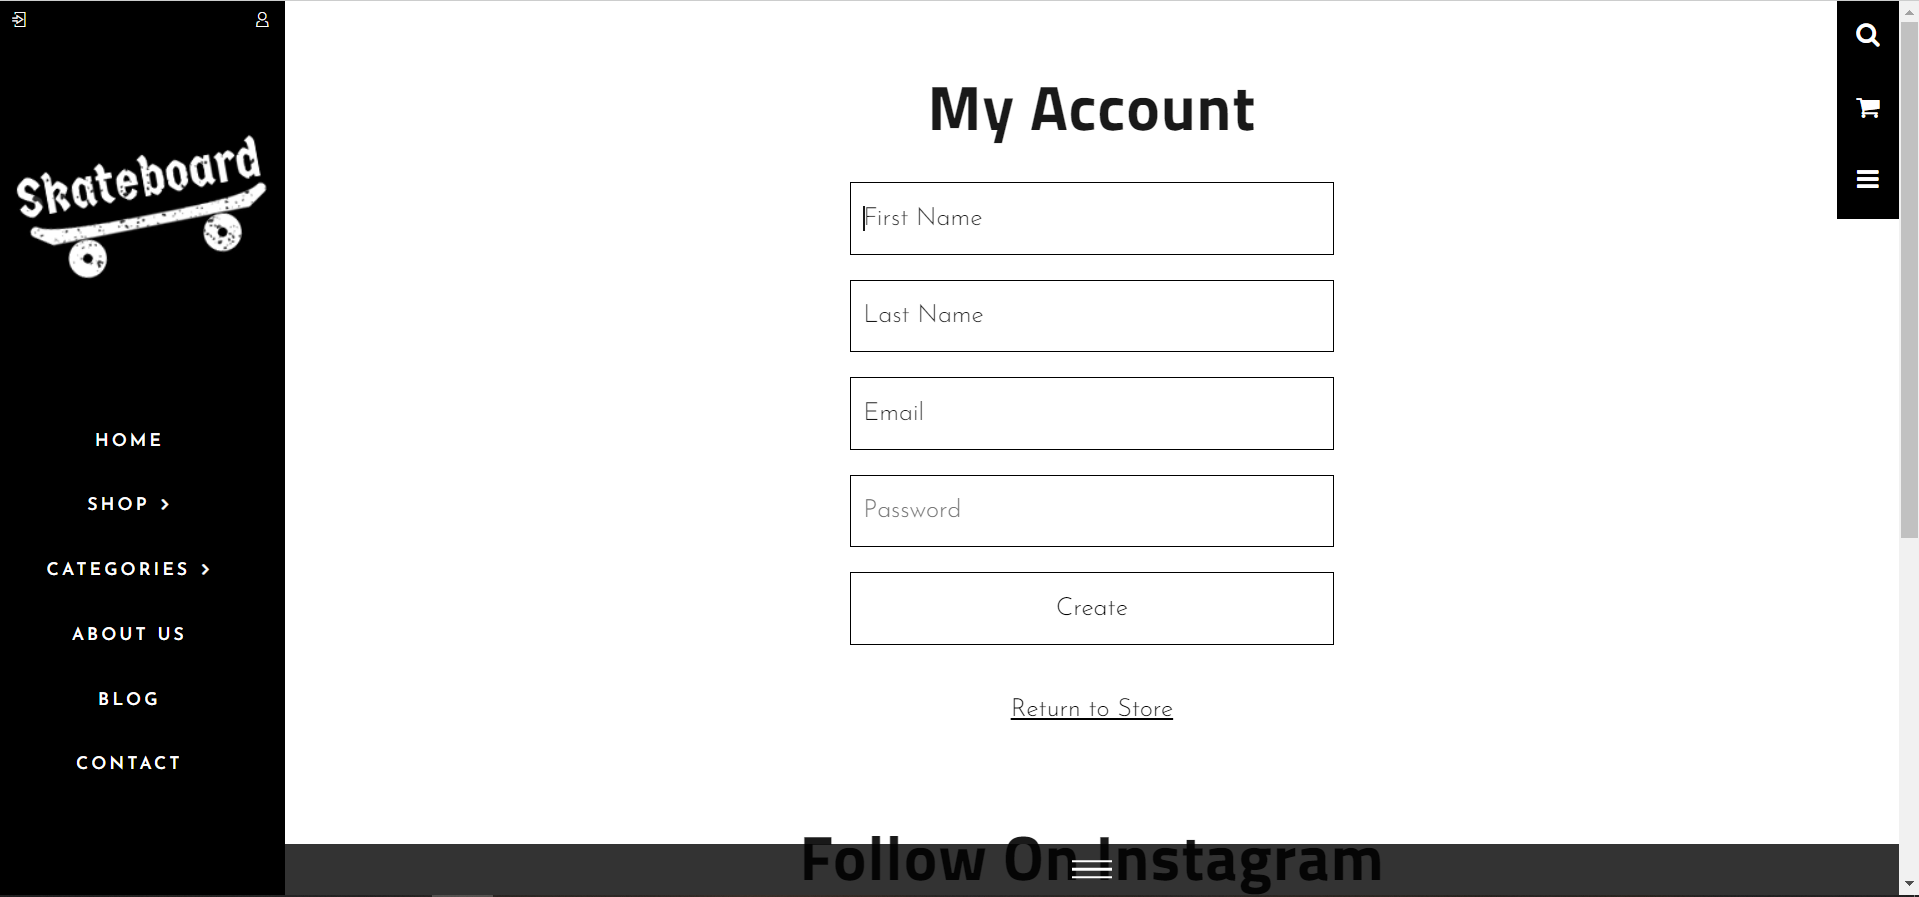 Skateboard
HOME
SHOP
CATEGORIES
ABOUT US
BLOG
CONTACT
My Account
First Name
Last Name
Email
Password
Create
Return to Store
Follow On Instagram